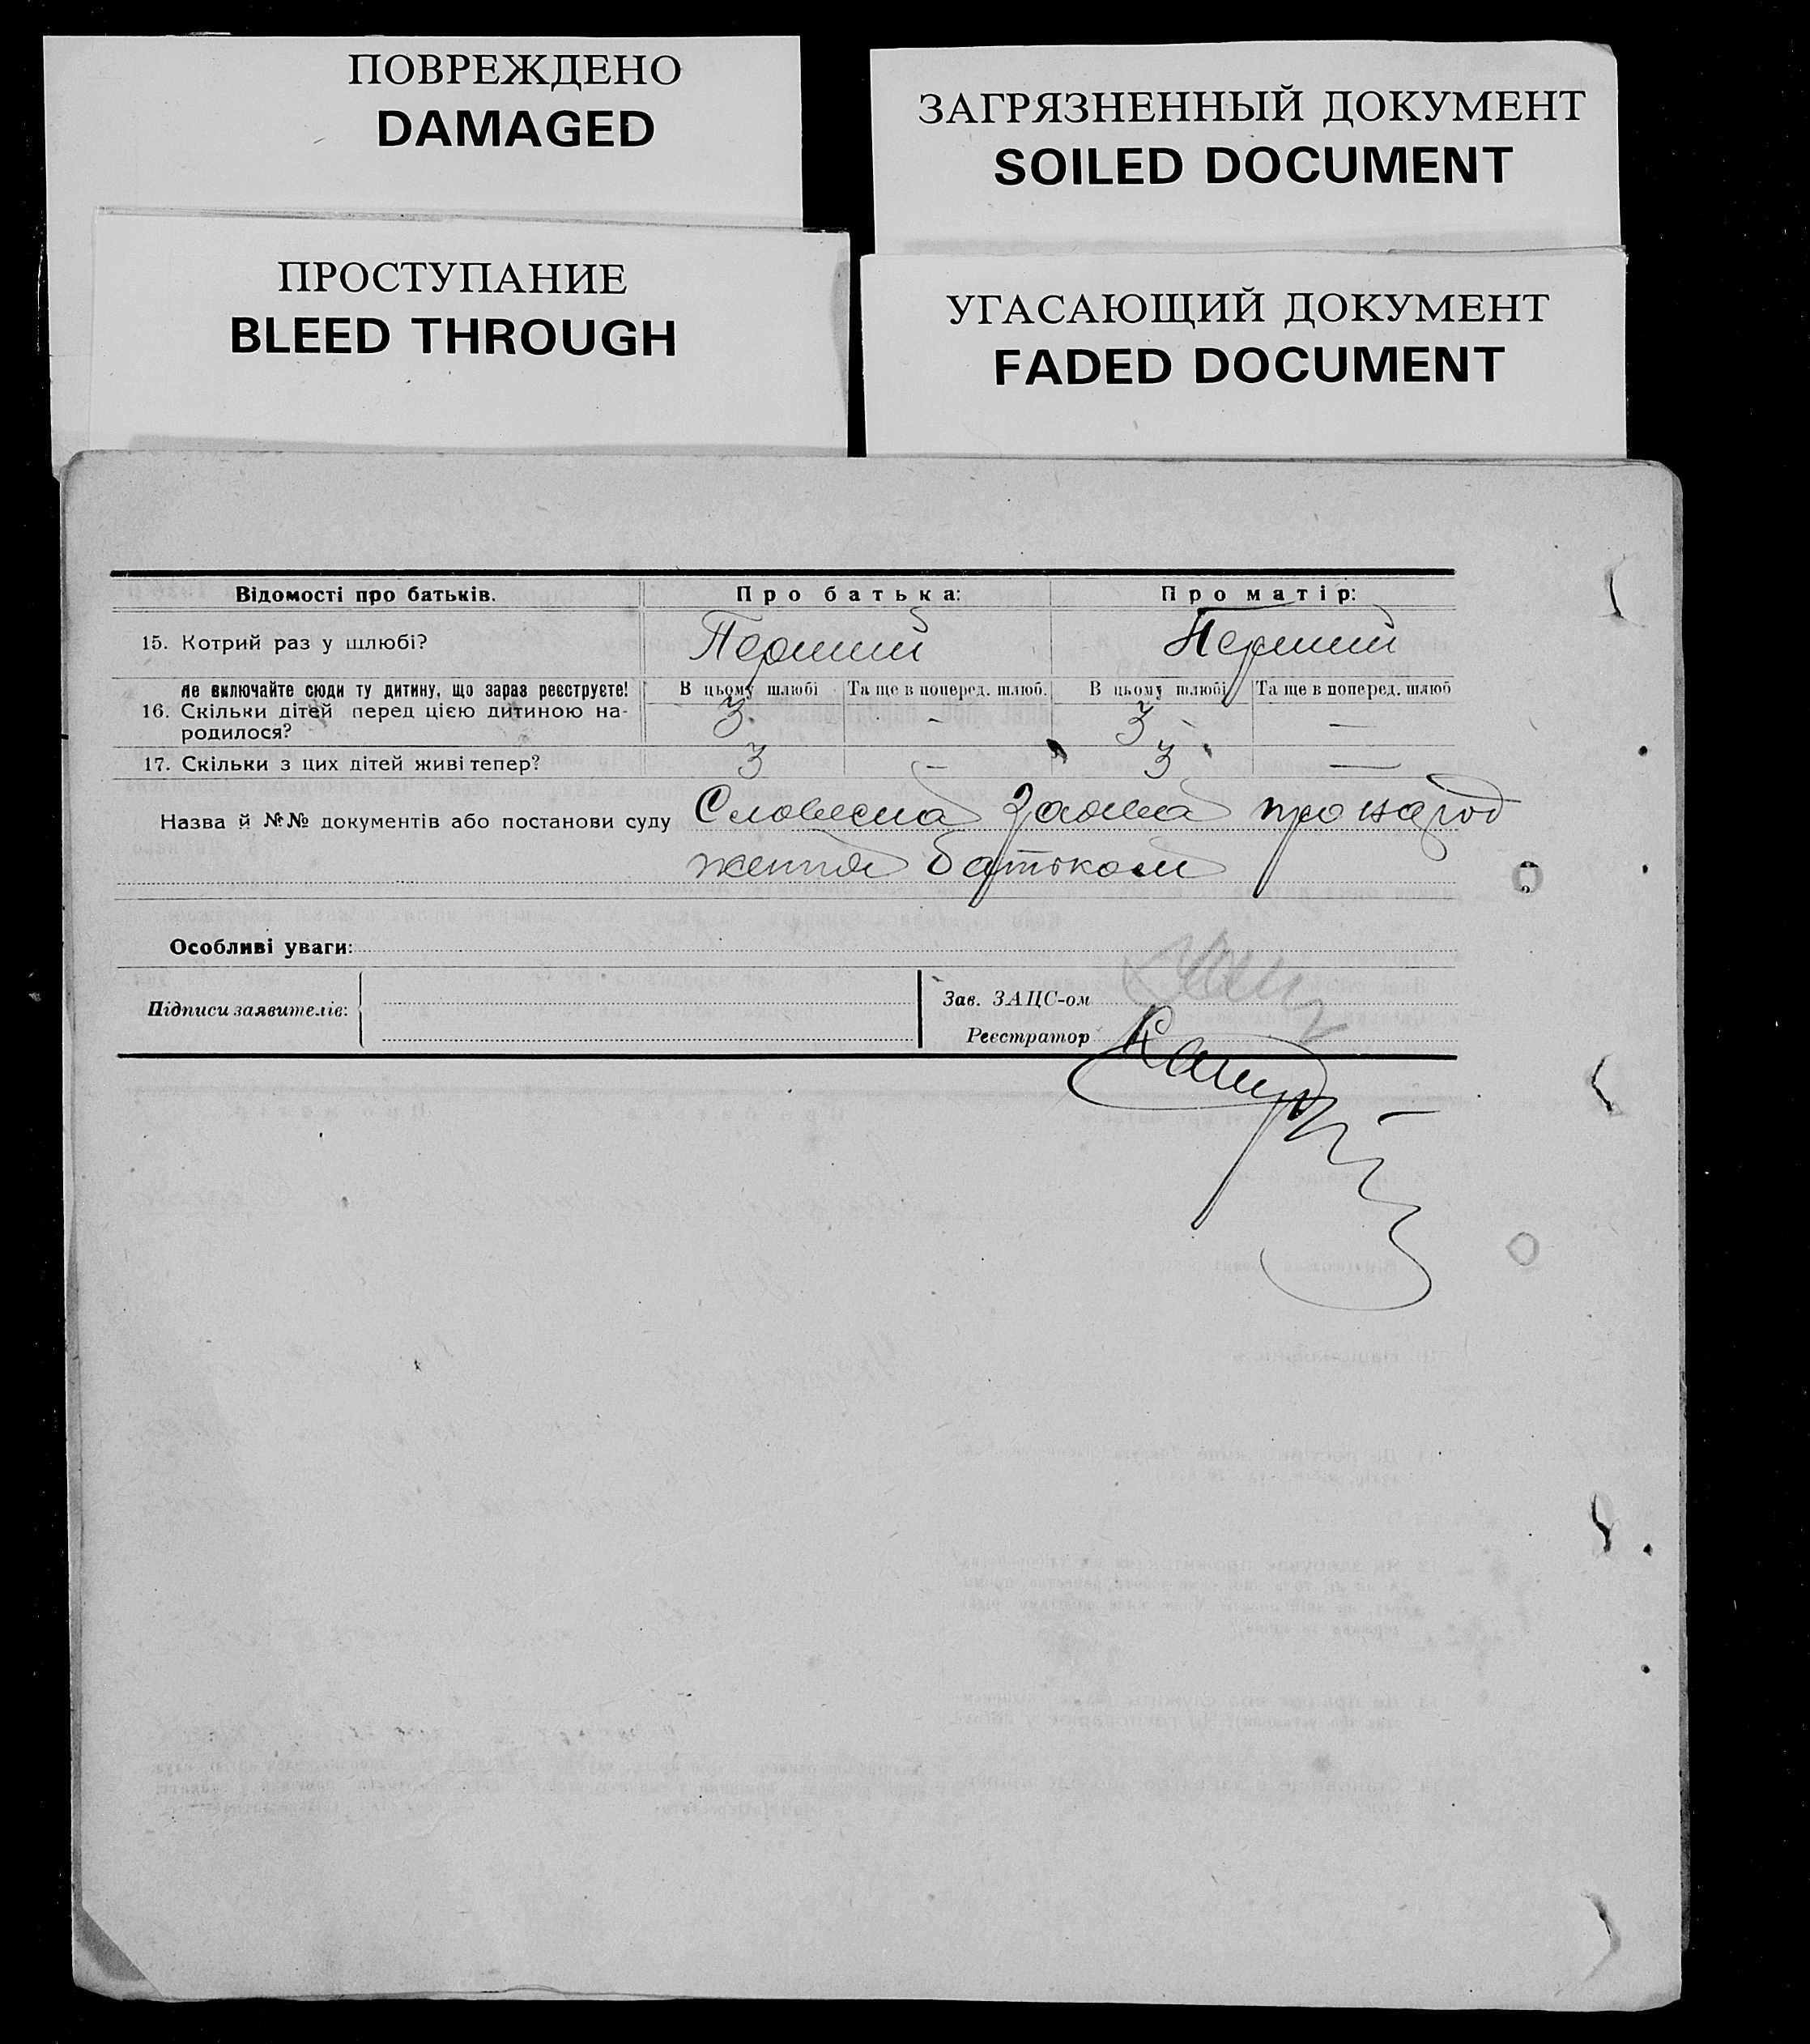 ПОВРЕЖДЕНО
DAMAGED
ЗАГРЯЗНЕННЫЙ ДОКУМЕНТ
SOILED DOCUMENT
ПРОСТУПАНИЕ
BLEED THROUGH
УГАСАЮЩИЙ ДОКУМЕНТ
FADED DOCUMENT
Відомості про батьків. Про батька: Про матір:
15. Котрий раз у шлюбі? Перший Перший
Не включайте сюди ту дитину, що зараз реєструєте! В цьому шлюбі Та ще в поперед. шлюб. В цьому шлюбі Та ще в поперед. шлюб
16. Скільки дітей перед цією дитиною на-
родилося? 3 - 3 —
17. Скільки з цих дітей живі тепер? 3 - 3 —
Назва й №№ документів або постанови суду Словесна заява про народ
ження батьком
Особливі уваги:
Підписи заявителів:
Зав. ЗАЦС-ом
Реєстратор